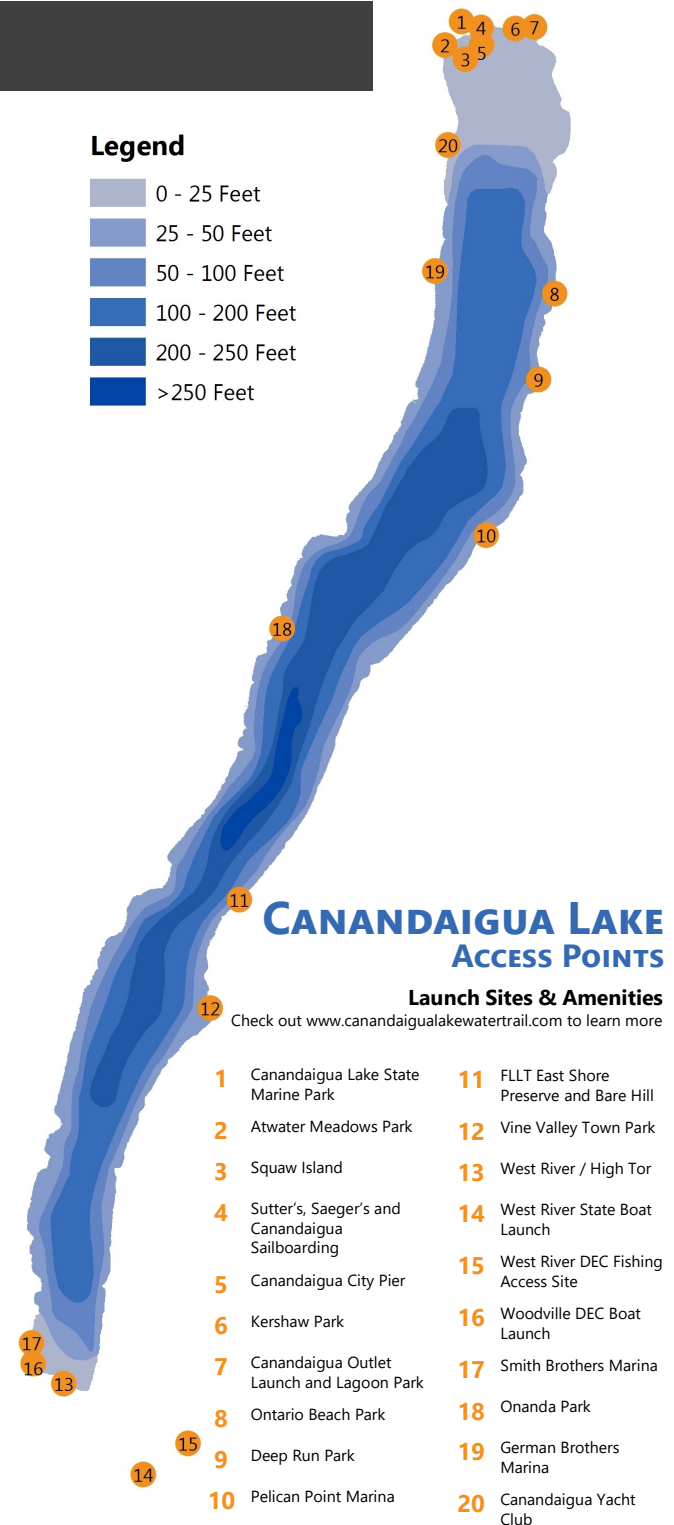 1
4
6
7
2
5
3
20
Legend
0 - 25 Feet
25 - 50 Feet
50 - 100 Feet
100 - 200 Feet
200 - 250 Feet
>250 Feet
19
8
9
10
18
11
CANANDAIGUA LAKE
ACCESS POINTS
Launch Sites & Amenities
12
Check out www.canandaigualakewatertrail.com to learn more
1 Canandaigua Lake State
Marine Park
2 Atwater Meadows Park
3 Squaw Island
4 Sutter’s, Saeger’s and
Canandaigua
Sailboarding
5 Canandaigua City Pier
6 Kershaw Park
7 Canandaigua Outlet
Launch and Lagoon Park
8 Ontario Beach Park
9 Deep Run Park
10 Pelican Point Marina
11 FLLT East Shore
Preserve and Bare Hill
12 Vine Valley Town Park
13 West River / High Tor
14 West River State Boat
Launch
15 West River DEC Fishing
Access Site
16 Woodville DEC Boat
Launch
17 Smith Brothers Marina
18 Onanda Park
19 German Brothers
Marina
20 Canandaigua Yacht
Club
17
16
13
15
14